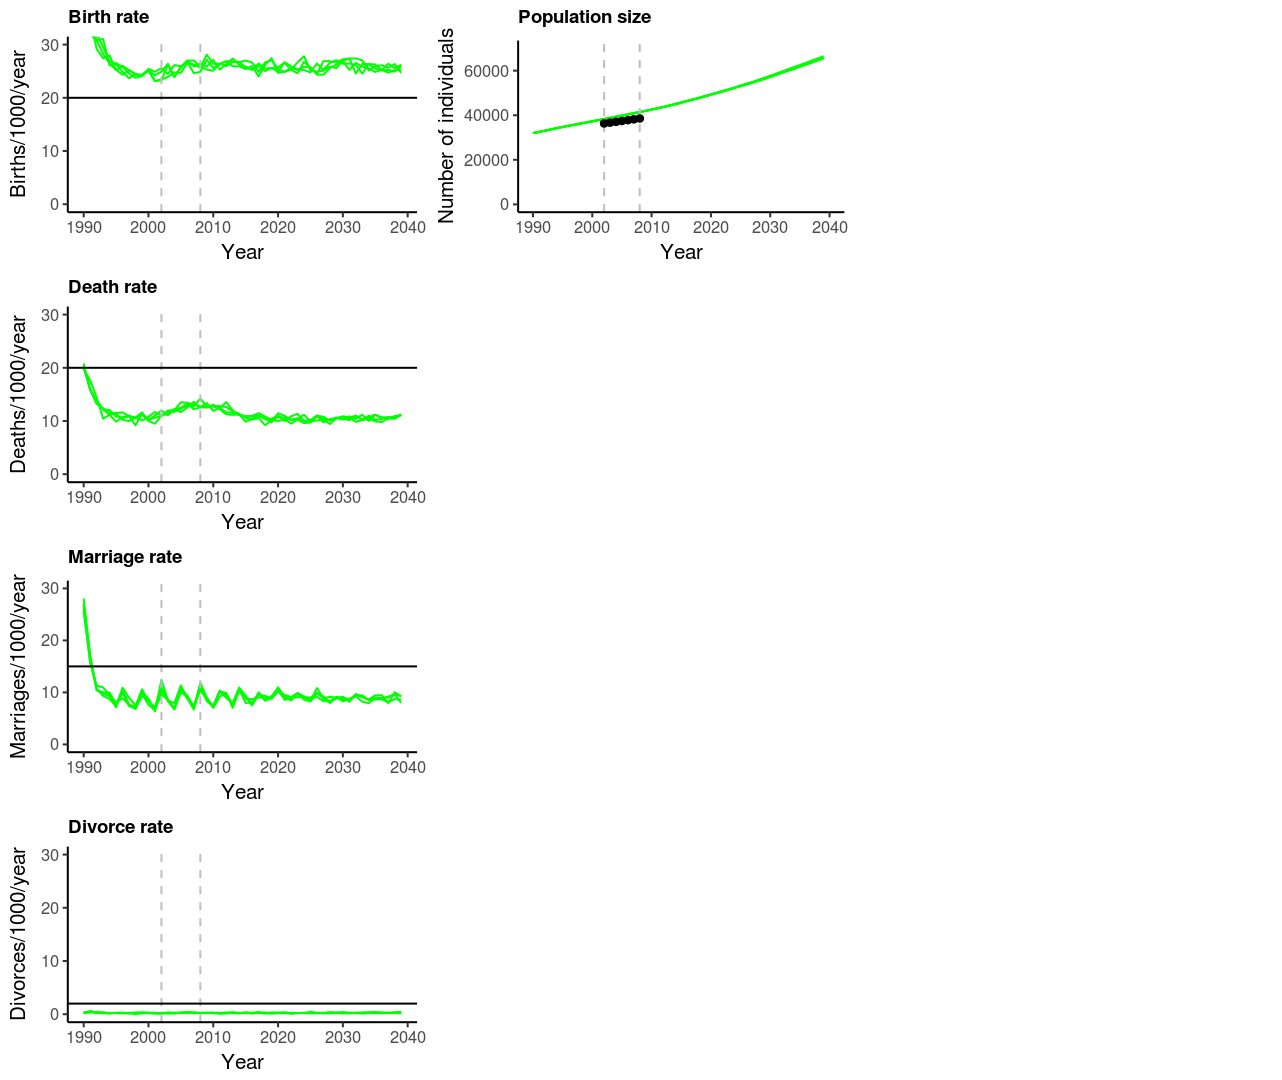 Birth rate
Births/1000/year
30
20
10
0
1990 2000 2010 2020 2030 2040
Year
Population size
Number of individuals
60000
40000
20000
0
1990 2000 2010 2020 2030 2040
Year
Death rate
Deaths/1000/year
30
20
10
0
1990 2000 2010 2020 2030 2040
Year
Marriage rate
Marriages/1000/year
30
20
10
0
1990 2000 2010 2020 2030 2040
Year
Divorce rate
Divorces/1000/year
30
20
10
0
1990 2000 2010 2020 2030 2040
Year